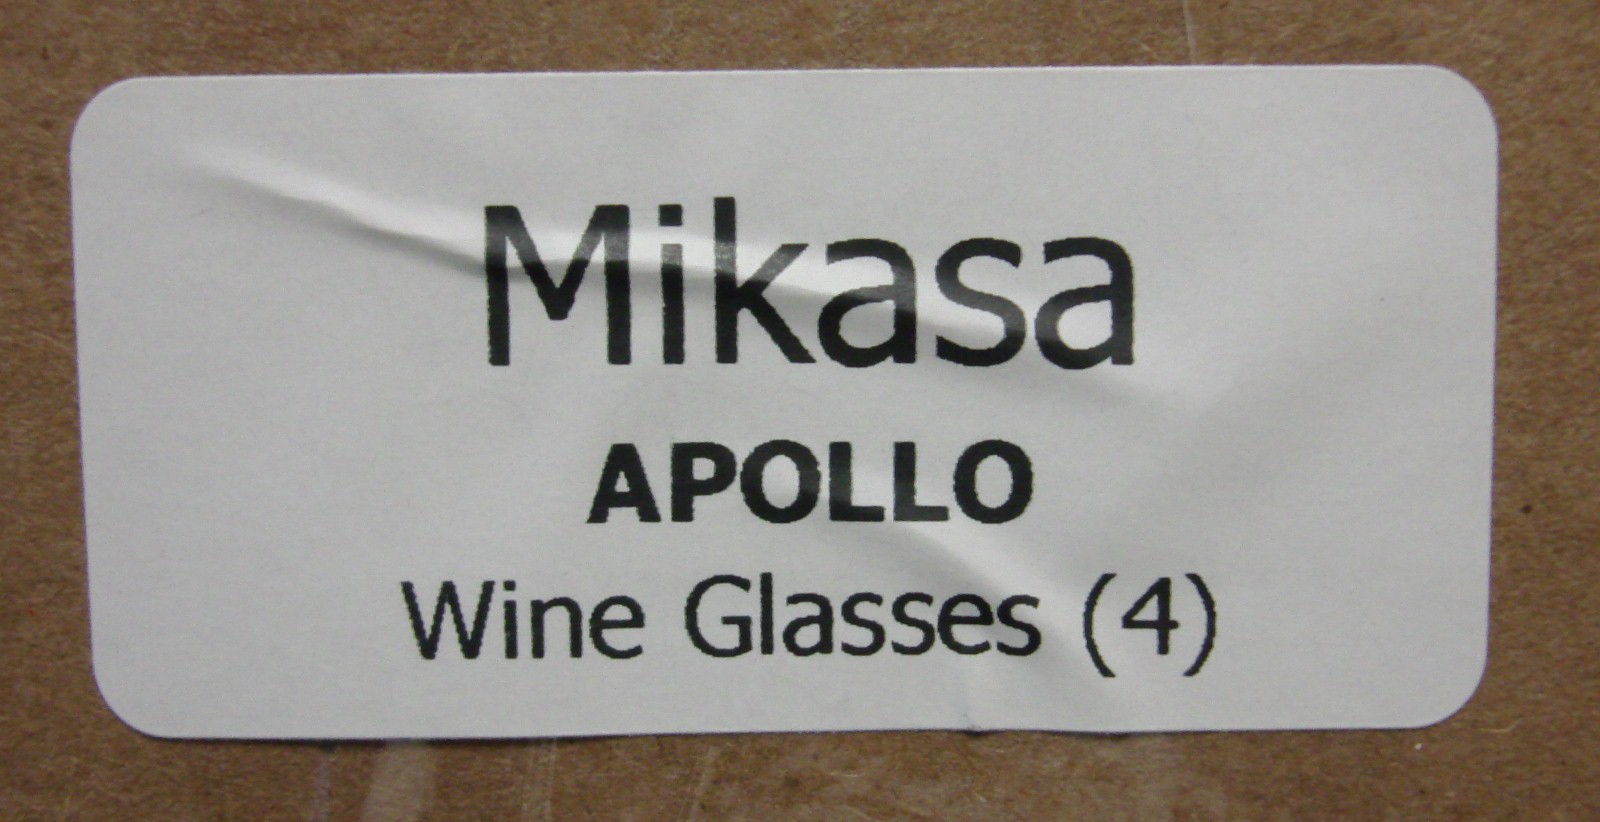 Mikasa
APOLLO
Wine Glasses (4)